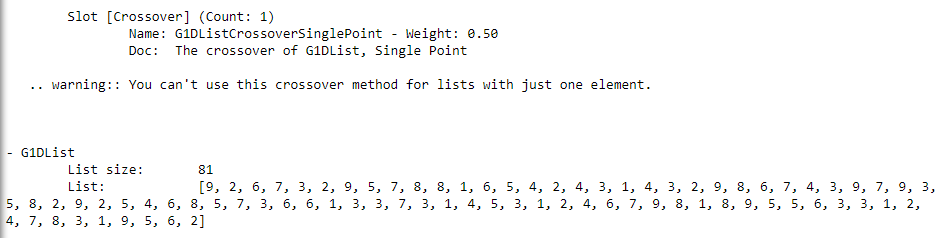 Slot [Crossover] (Count: 1)
Name: G1DListCrossoverSinglePoint - Weight: 0.50
Doc: The crossover of G1DList, Single Point
.. warning:: You can't use this crossover method for lists with just one element.
- G1DList
List size: 81
List: [9, 2, 6, 7, 3, 2, 9, 5, 7, 8, 8, 1, 6, 5, 4, 2, 4, 3, 1, 4, 3, 2, 9, 8, 6, 7, 4, 3, 9, 7, 9, 3,
5, 8, 2, 9, 2, 5, 4, 6, 8, 5, 7, 3, 6, 6, 1, 3, 3, 7, 3, 1, 4, 5, 3, 1, 2, 4, 6, 7, 9, 8, 1, 8, 9, 5, 5, 6, 3, 3, 1, 2,
4, 7, 8, 3, 1, 9, 5, 6, 2]